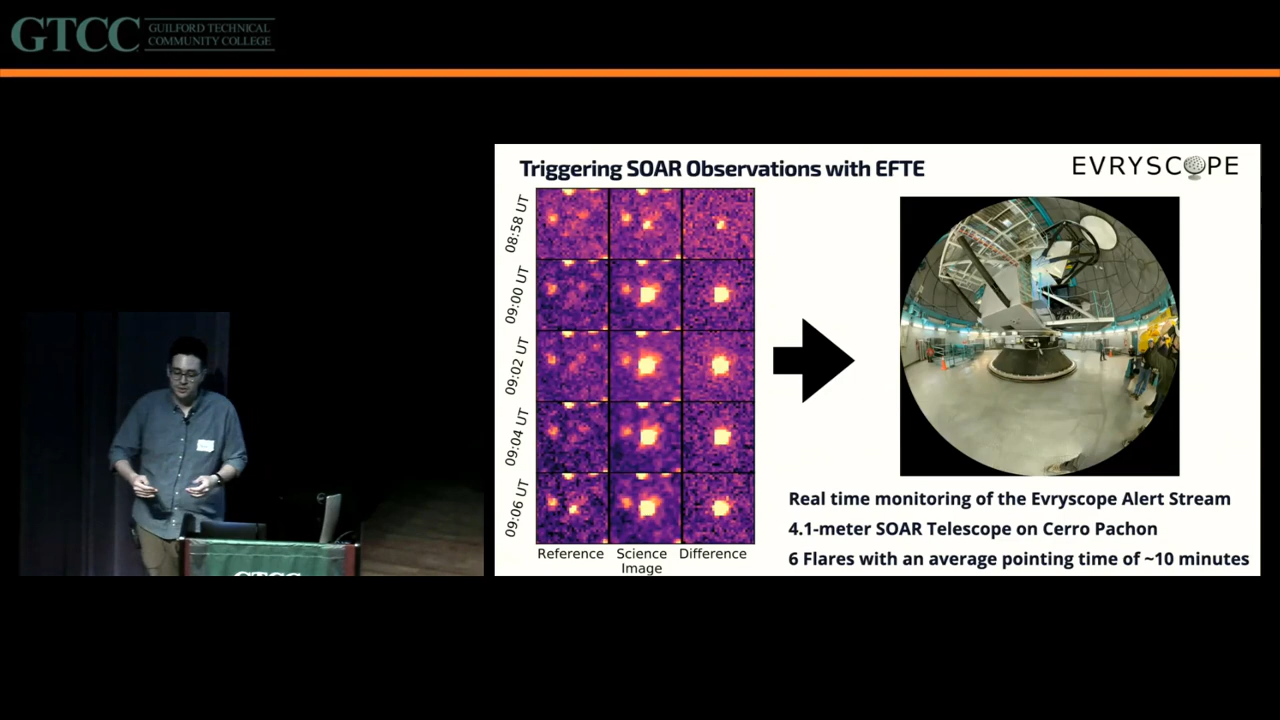 GTCC
GUILFORD TECHNICAL
COMMUNITY COLLEGE
Triggering SOAR Observations with EFTE
EVRYSCOPE
08:58 UT
09:00 UT
09:02 UT
09:04 UT
09:06 UT
Reference
Science
Image
Difference
Real time monitoring of the Evryscope Alert Stream
4.1-meter SOAR Telescope on Cerro Pachon
6 Flares with an average pointing time of ~10 minutes
GTCC